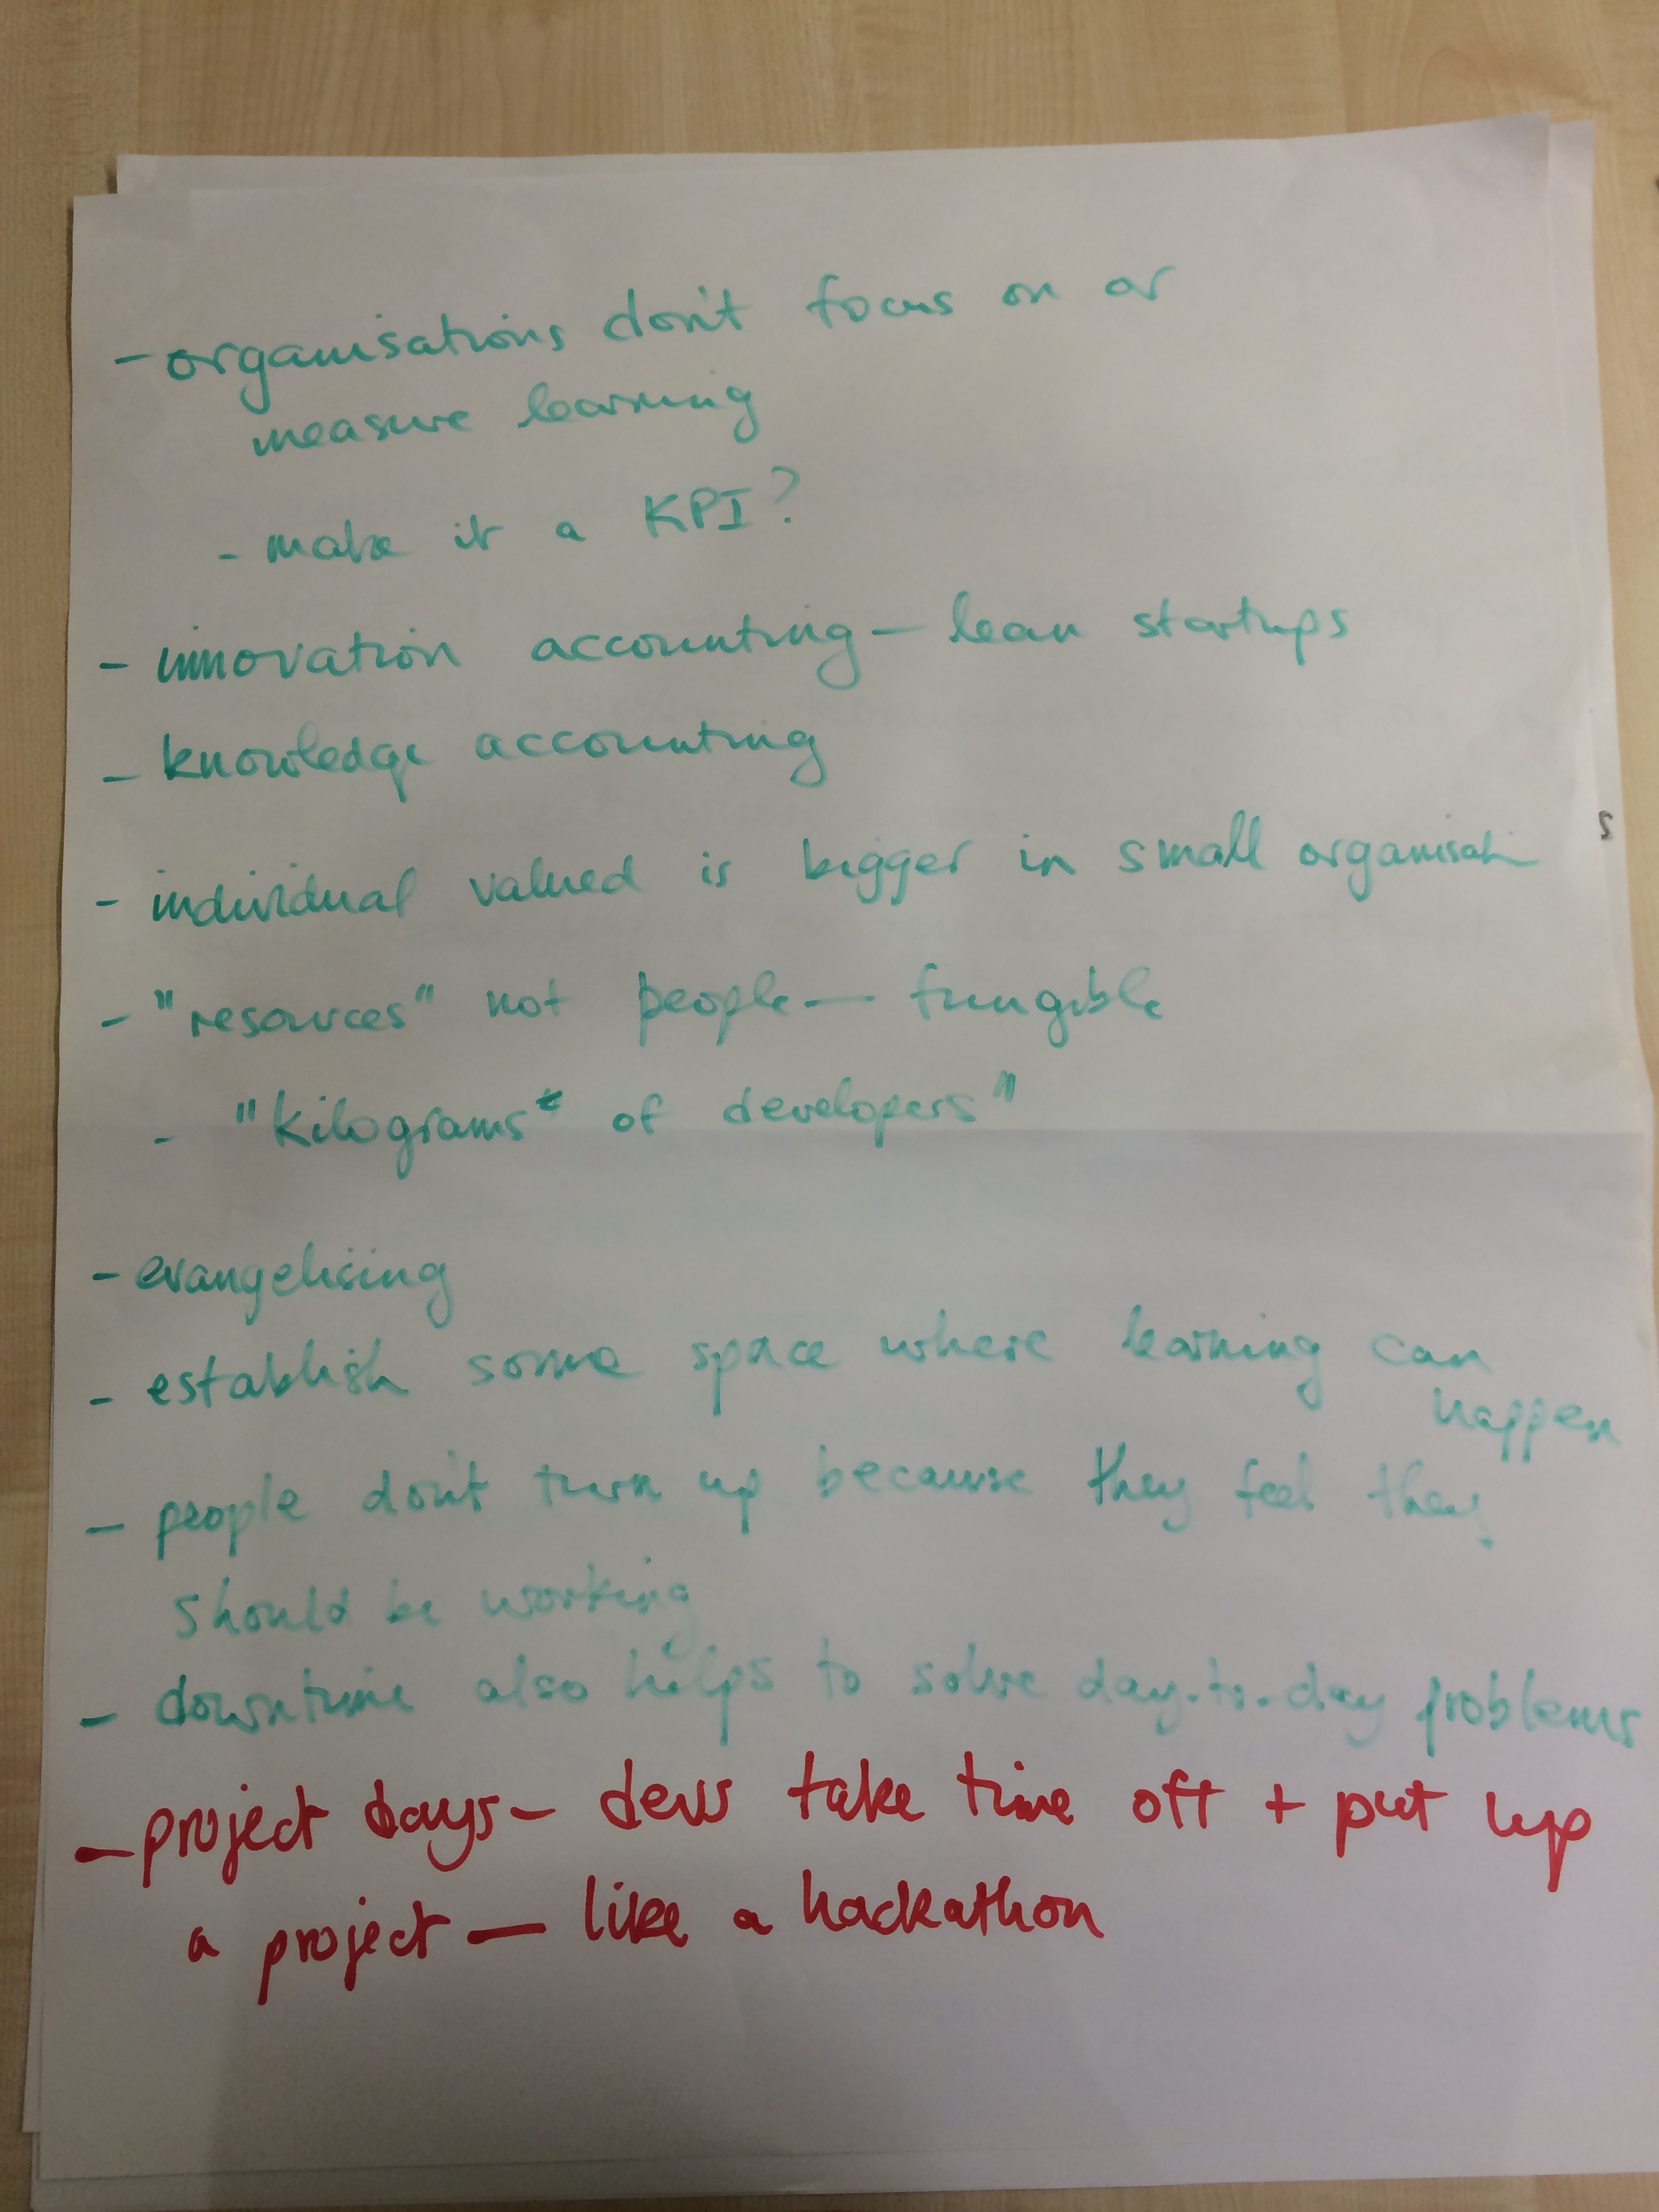 - organisations don't focus on or
measure learning
- make it a KPI?
- innovation accounting - lean startups
- knowledge accounting
- individual valued is bigger in small organisati
s
- "resources" not people - fungible
- "kilograms* of developers"
- evangelising
- establish some space where learning can
happen
- people don't turn up because they feel they
should be working
- downtime also helps to solve day-to-day problems
- project days - devs take time off + put up
a project - like a hackathon